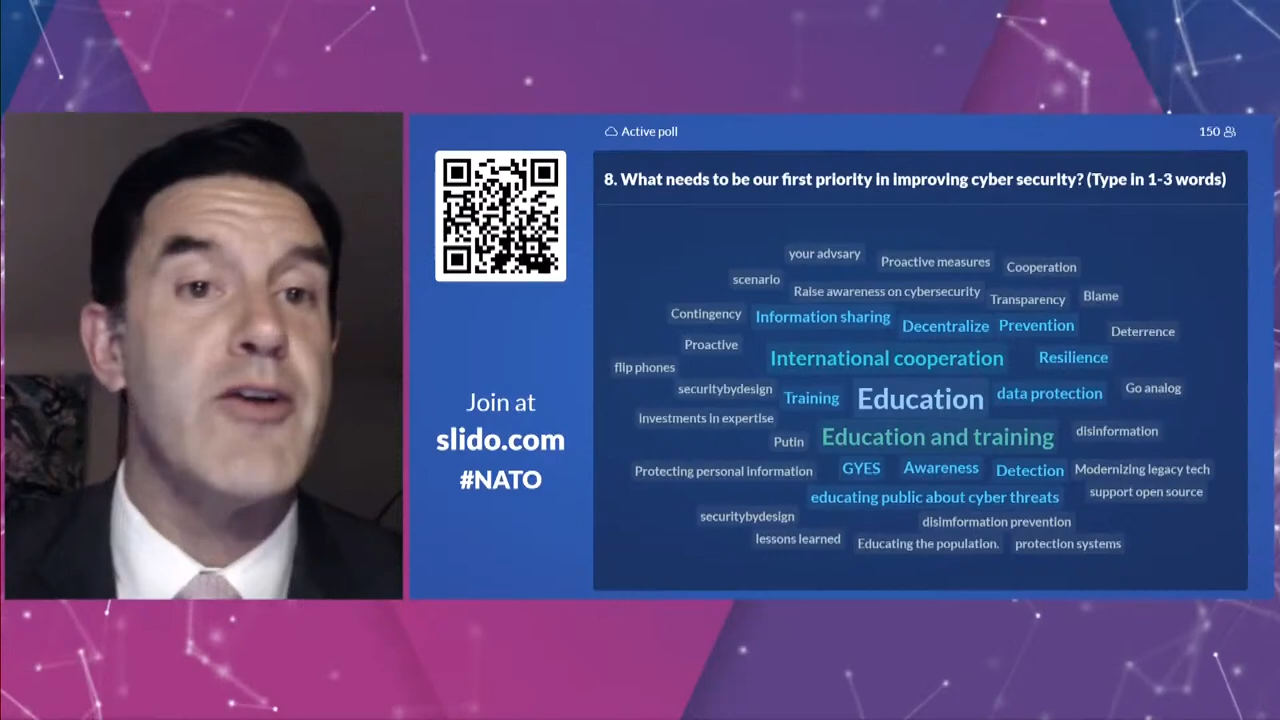 Active poll
150
8. What needs to be our first priority in improving cyber security? (Type in 1-3 words)
your advsary
Proactive measures
Cooperation
scenario
Raise awareness on cybersecurity
Transparency
Blame
Contingency
Information sharing
Decentralize
Prevention
Deterrence
Proactive
International cooperation
Resilience
flip phones
securitybydesign
Training
Education
data protection
Go analog
Investments in expertise
Putin
Education and training
disinformation
Protecting personal information
GYES
Awareness
Detection
Modernizing legacy tech
educating public about cyber threats
support open source
securitybydesign
disimformation prevention
lessons learned
Educating the population.
protection systems
Join at
slido.com
#NATO